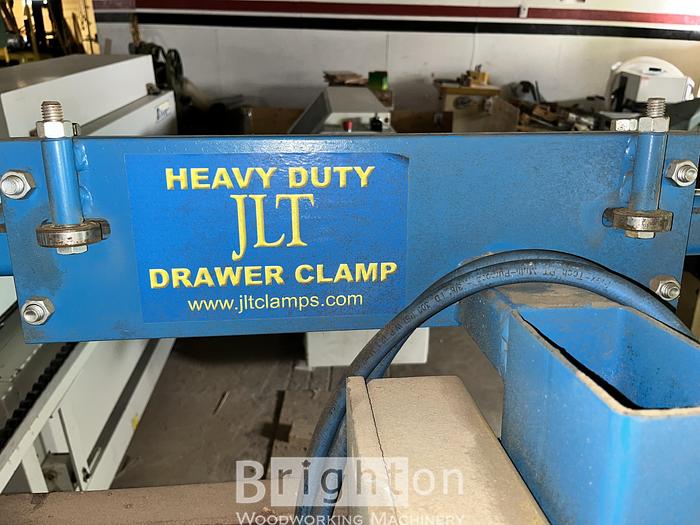 HEAVY DUTY
JLT
DRAWER CLAMP
www.jltclamps.com
Brighton
WOODWORKING MACHINERY